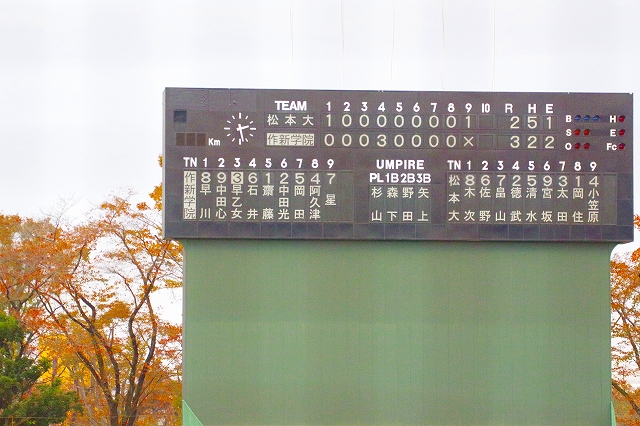 TEAM 1 2 3 4 5 6 7 8 9 10 R H E
松本大 1 0 0 0 0 0 0 0 1 2 5 1
作新学院 0 0 0 3 0 0 0 0 × 3 2 2
B H
S E
O Fc
Km
TN 1 2 3 4 5 6 7 8 9
作新学院
8 早川
9 中田心
3 早乙女
6 石井
1 齋藤
2 中田光
5 岡田
4 阿久津
7 星
UMPIRE
PL 1B 2B 3B
杉山
森下
野田
矢上
TN 1 2 3 4 5 6 7 8 9
松本大
8 木次
6 佐野
7 畠山
2 徳武
5 清水
9 宮坂
3 太田
1 岡住
4 小笠原